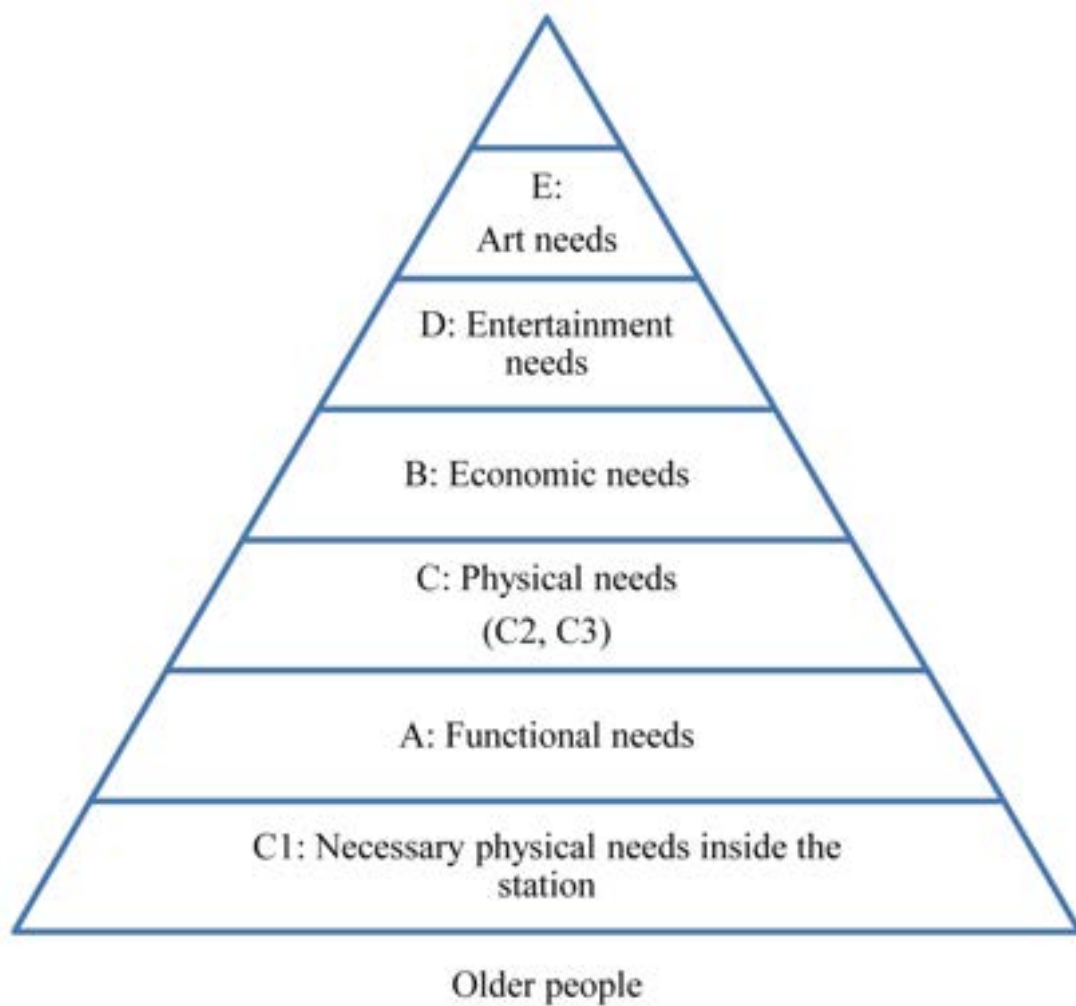 E:
Art needs
D: Entertainment
needs
B: Economic needs
C: Physical needs
(C2, C3)
A: Functional needs
C1: Necessary physical needs inside the
station
Older people